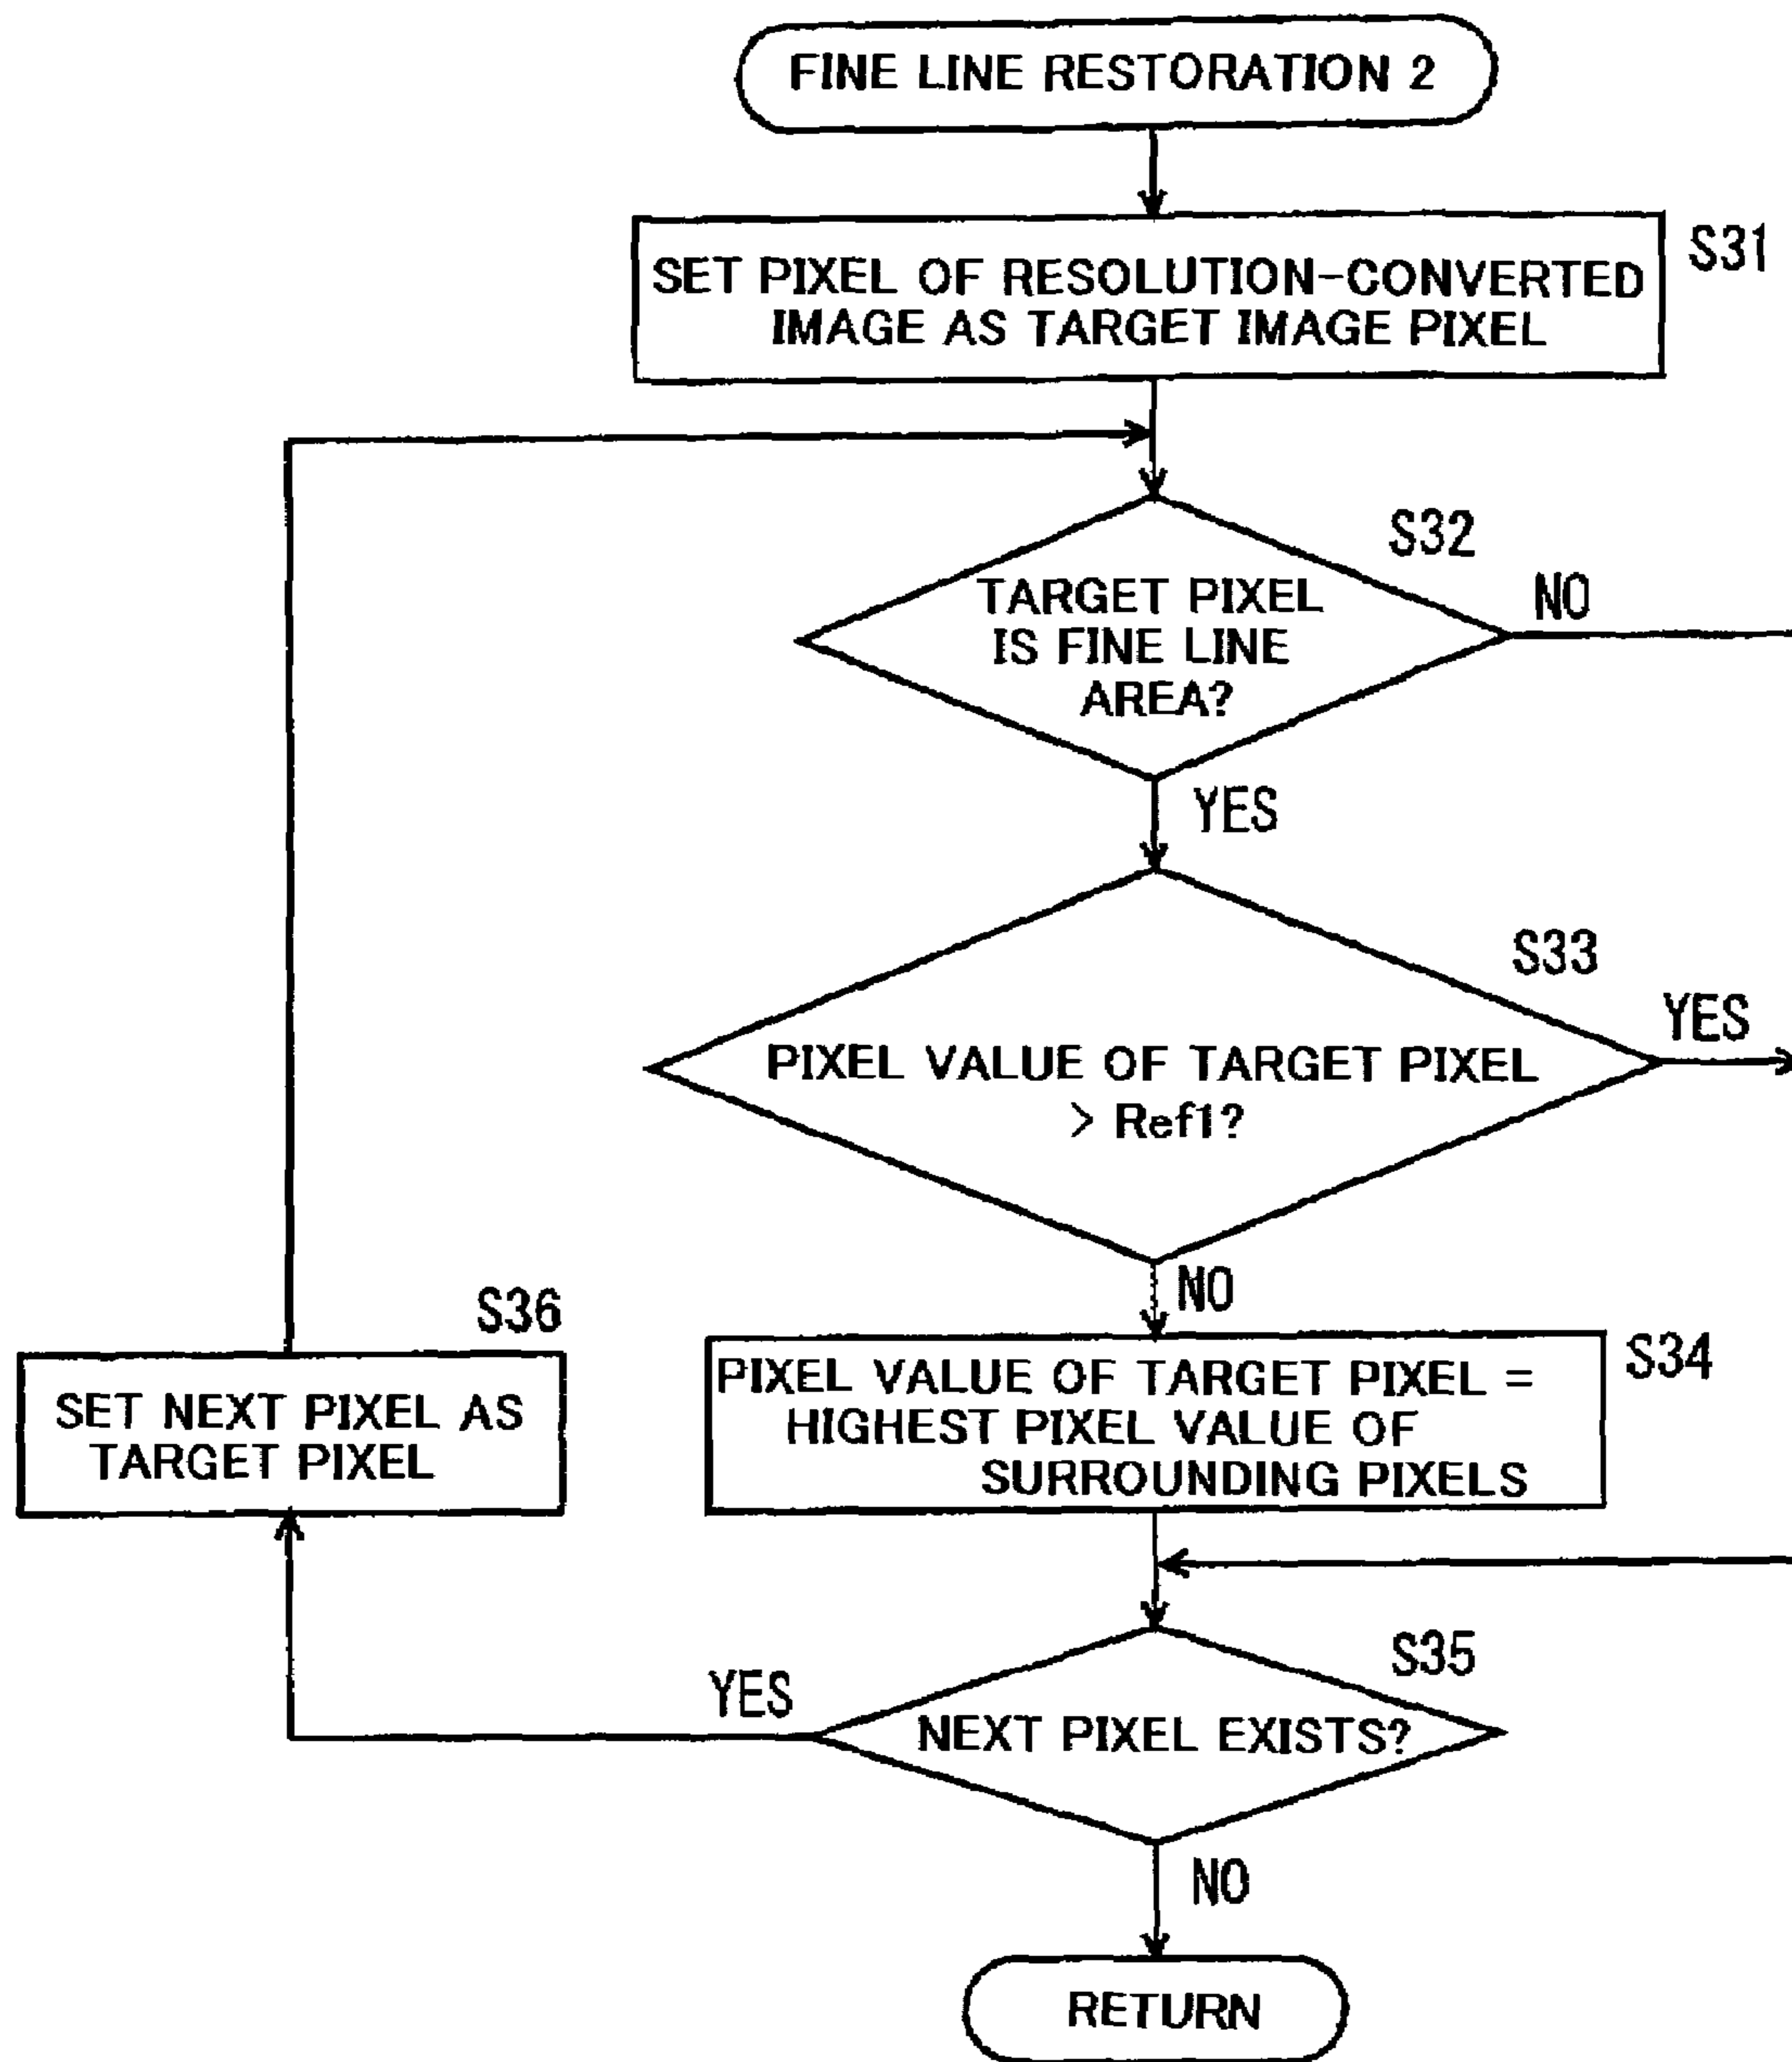 FINE LINE RESTORATION 2
S31
SET PIXEL OF RESOLUTION-CONVERTED
IMAGE AS TARGET IMAGE PIXEL
S32
TARGET PIXEL
IS FINE LINE
AREA?
NO
YES
S33
PIXEL VALUE OF TARGET PIXEL
> Ref1?
YES
NO
S34
PIXEL VALUE OF TARGET PIXEL =
HIGHEST PIXEL VALUE OF
SURROUNDING PIXELS
S36
SET NEXT PIXEL AS
TARGET PIXEL
S35
NEXT PIXEL EXISTS?
YES
NO
RETURN